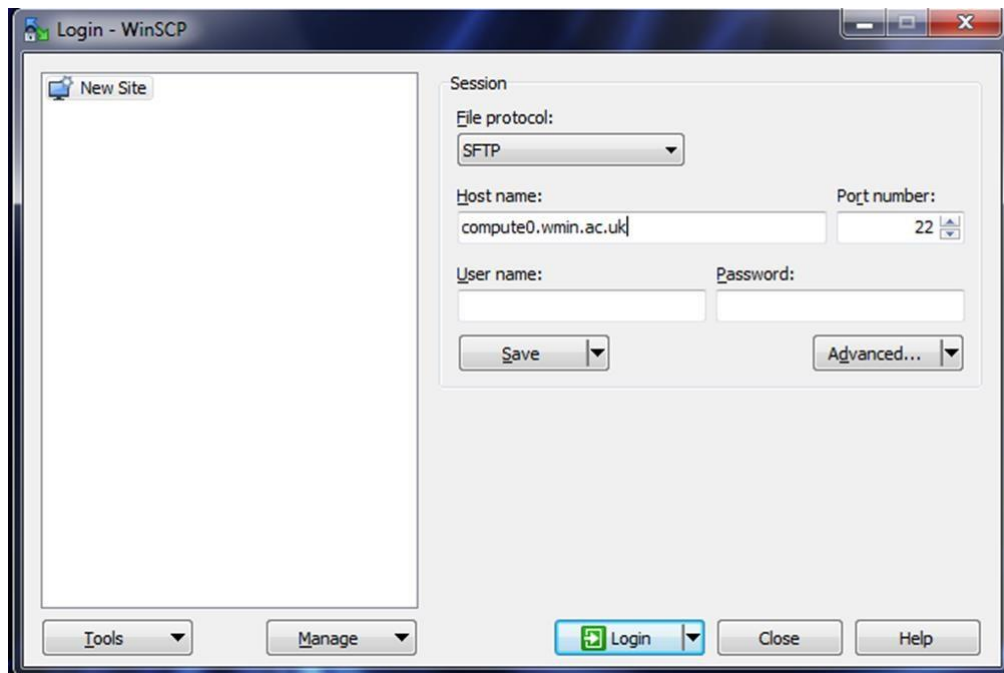 Login - WinSCP
New Site
Session
File protocol:
SFTP
Host name:
Port number:
compute0.wmin.ac.uk
22
User name:
Password:
Save
Advanced...
Tools
Manage
Login
Close
Help